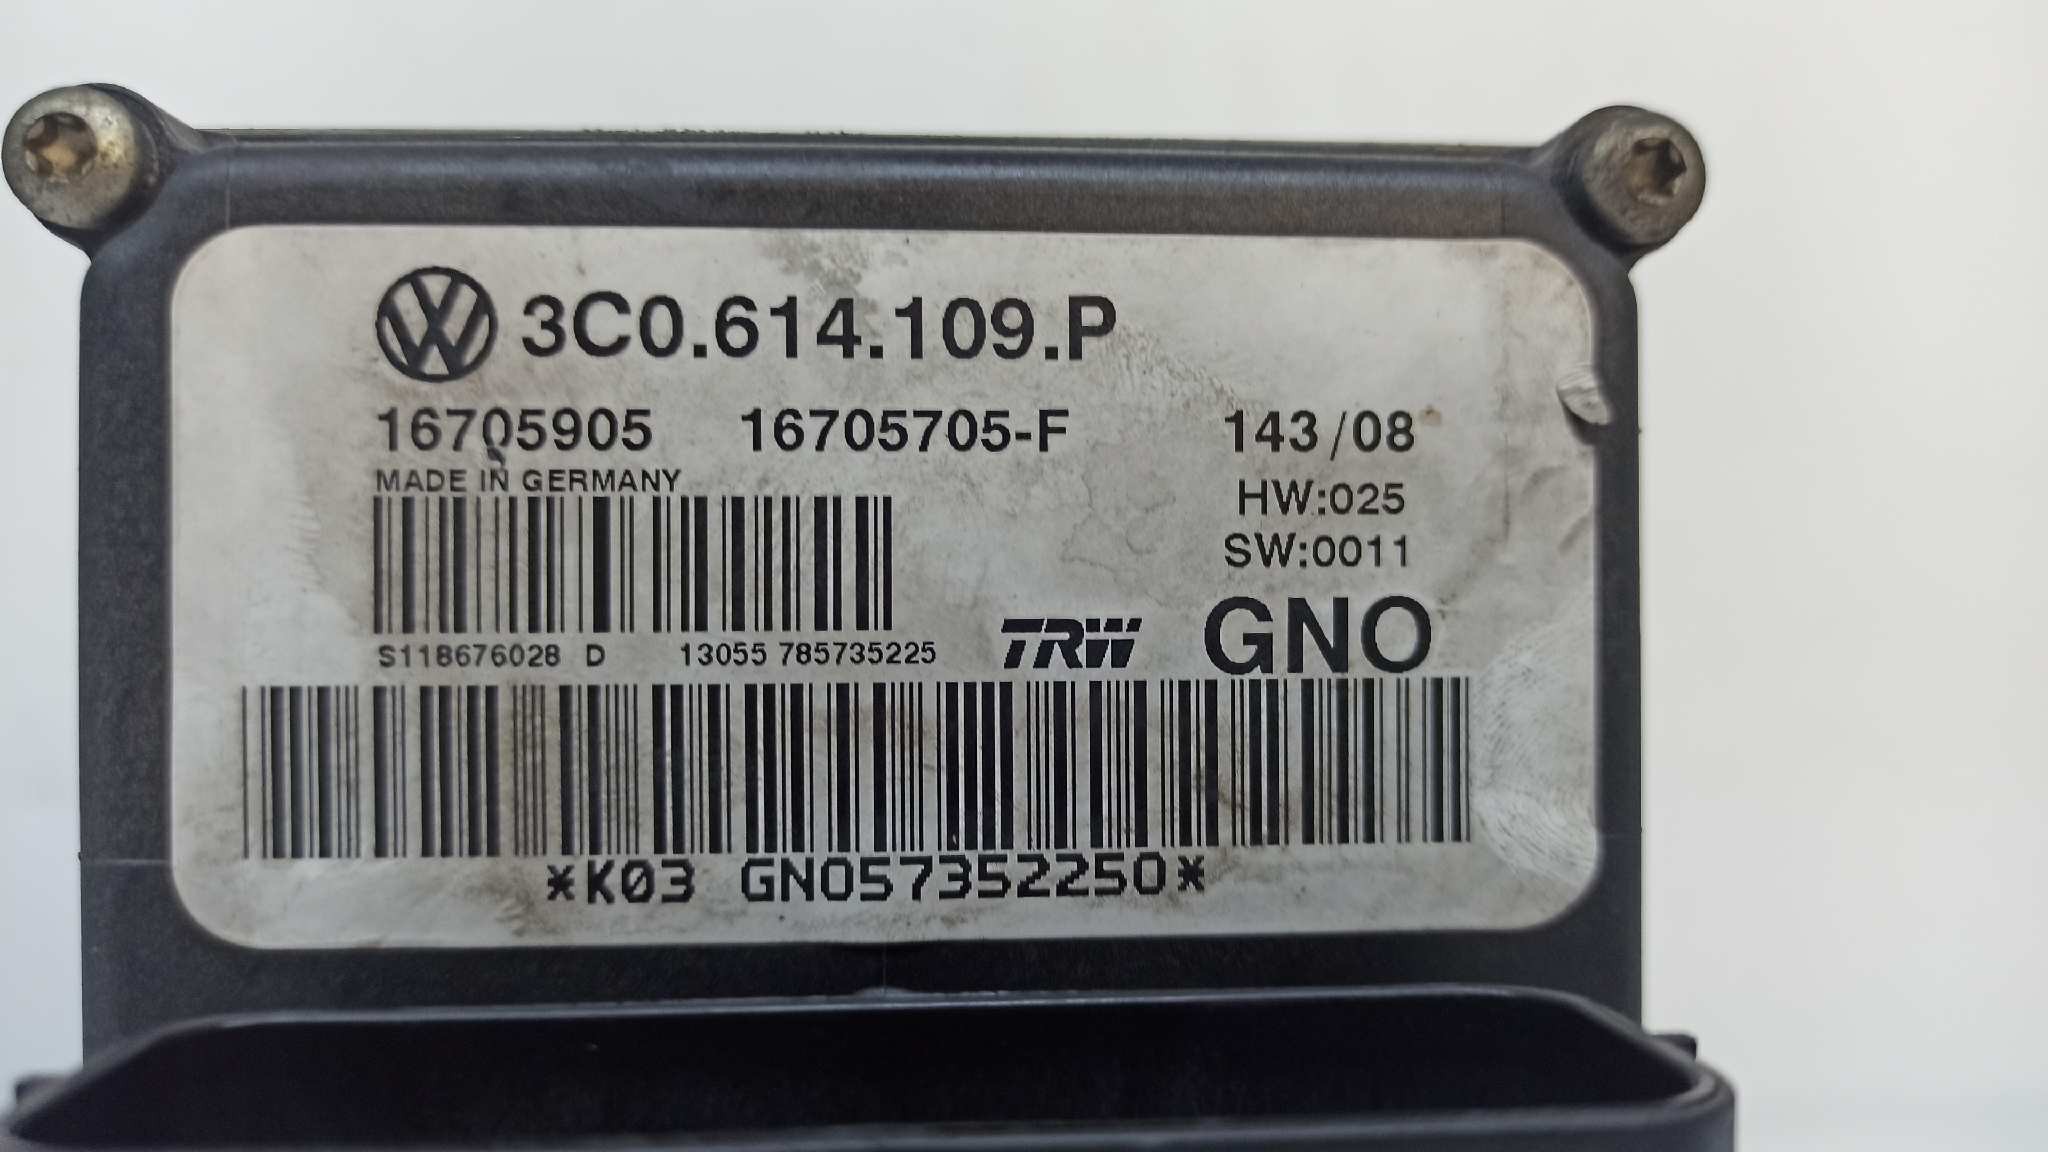 3C0.614.109.P
16705905 16705705-F 143/08
MADE IN GERMANY HW:025
SW:0011
S118676028 D 13055 785735225 TRW GNO
*K03 GNO57352250*